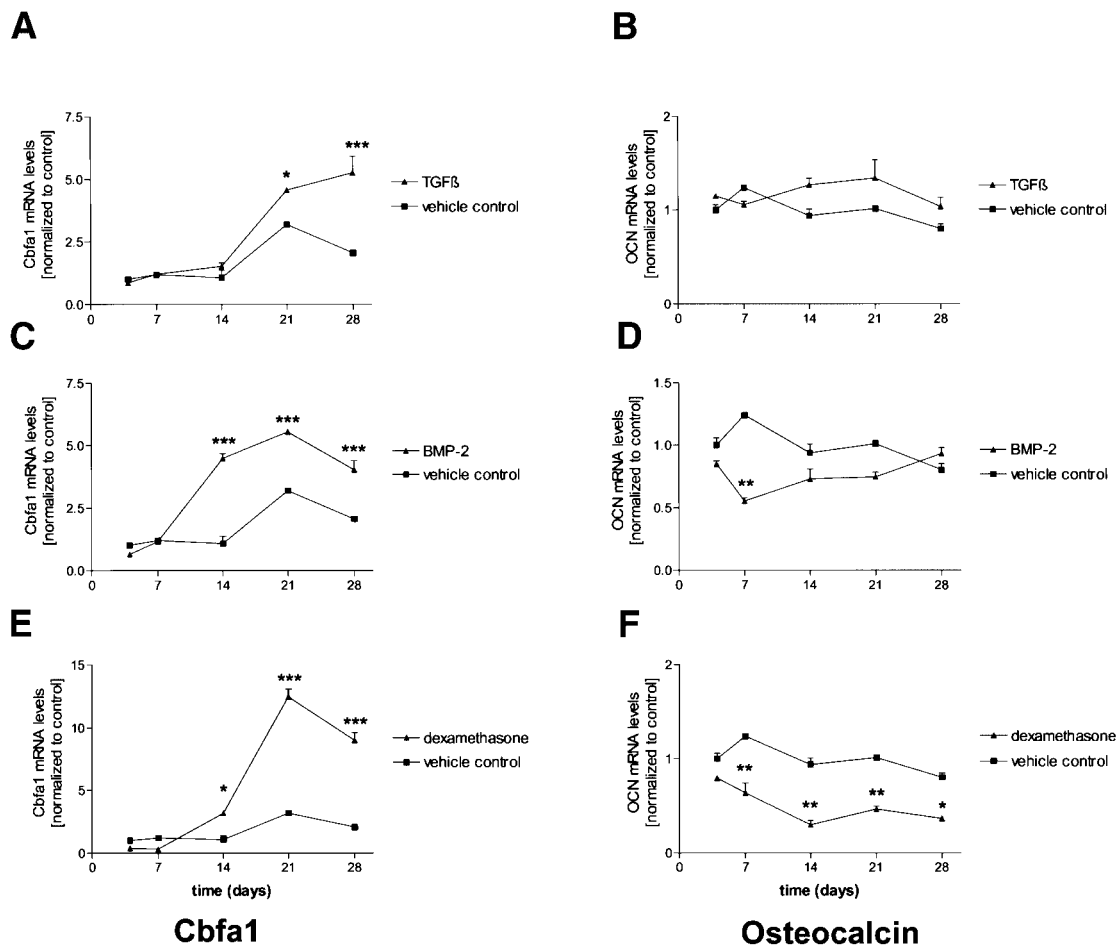 A
Cbfa1 mRNA levels
[normalized to control]
7.5
5.0
2.5
0.0
0
7
14
21
28
*
***
TGFß
vehicle control
B
OCN mRNA levels
[normalized to control]
2
1
0
0
7
14
21
28
TGFß
vehicle control
C
Cbfa1 mRNA levels
[normalized to control]
7.5
5.0
2.5
0.0
0
7
14
21
28
***
***
***
BMP-2
vehicle control
D
OCN mRNA levels
[normalized to control]
1.5
1.0
0.5
0.0
0
7
14
21
28
**
BMP-2
vehicle control
E
Cbfa1 mRNA levels
[normalized to control]
15
10
5
0
0
7
14
21
28
*
***
***
dexamethasone
vehicle control
time (days)
Cbfa1
F
OCN mRNA levels
[normalized to control]
2
1
0
0
7
14
21
28
**
**
**
*
dexamethasone
vehicle control
time (days)
Osteocalcin